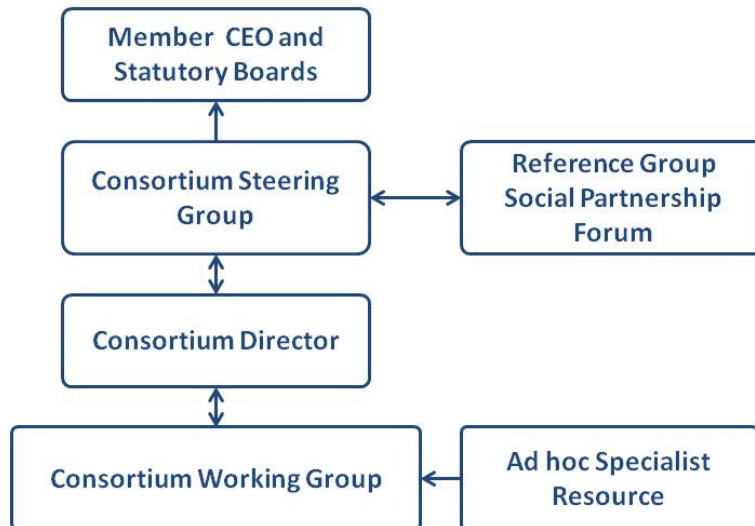 Member CEO and
Statutory Boards
Consortium Steering
Group
Reference Group
Social Partnership
Forum
Consortium Director
Consortium Working Group
Ad hoc Specialist
Resource